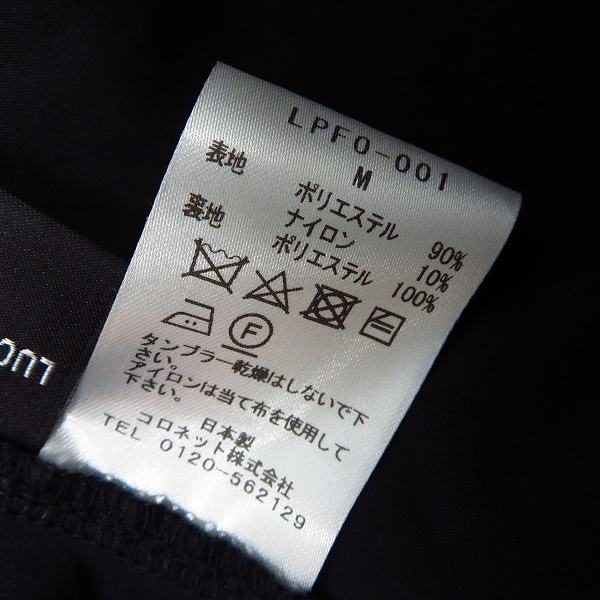 LPF0-001
M
表地 ポリエステル 90%
ナイロン 10%
裏地 ポリエステル 100%
F
タンブラー乾燥はしないで下
さい。
アイロンは当て布を使用して
下さい。
日本製
コロネット株式会社
TEL 0120-562129